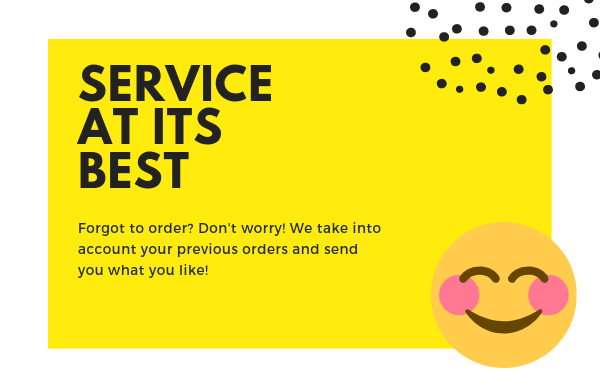 SERVICE
AT ITS
BEST
Forgot to order? Don't worry! We take into
account your previous orders and send
you what you like!